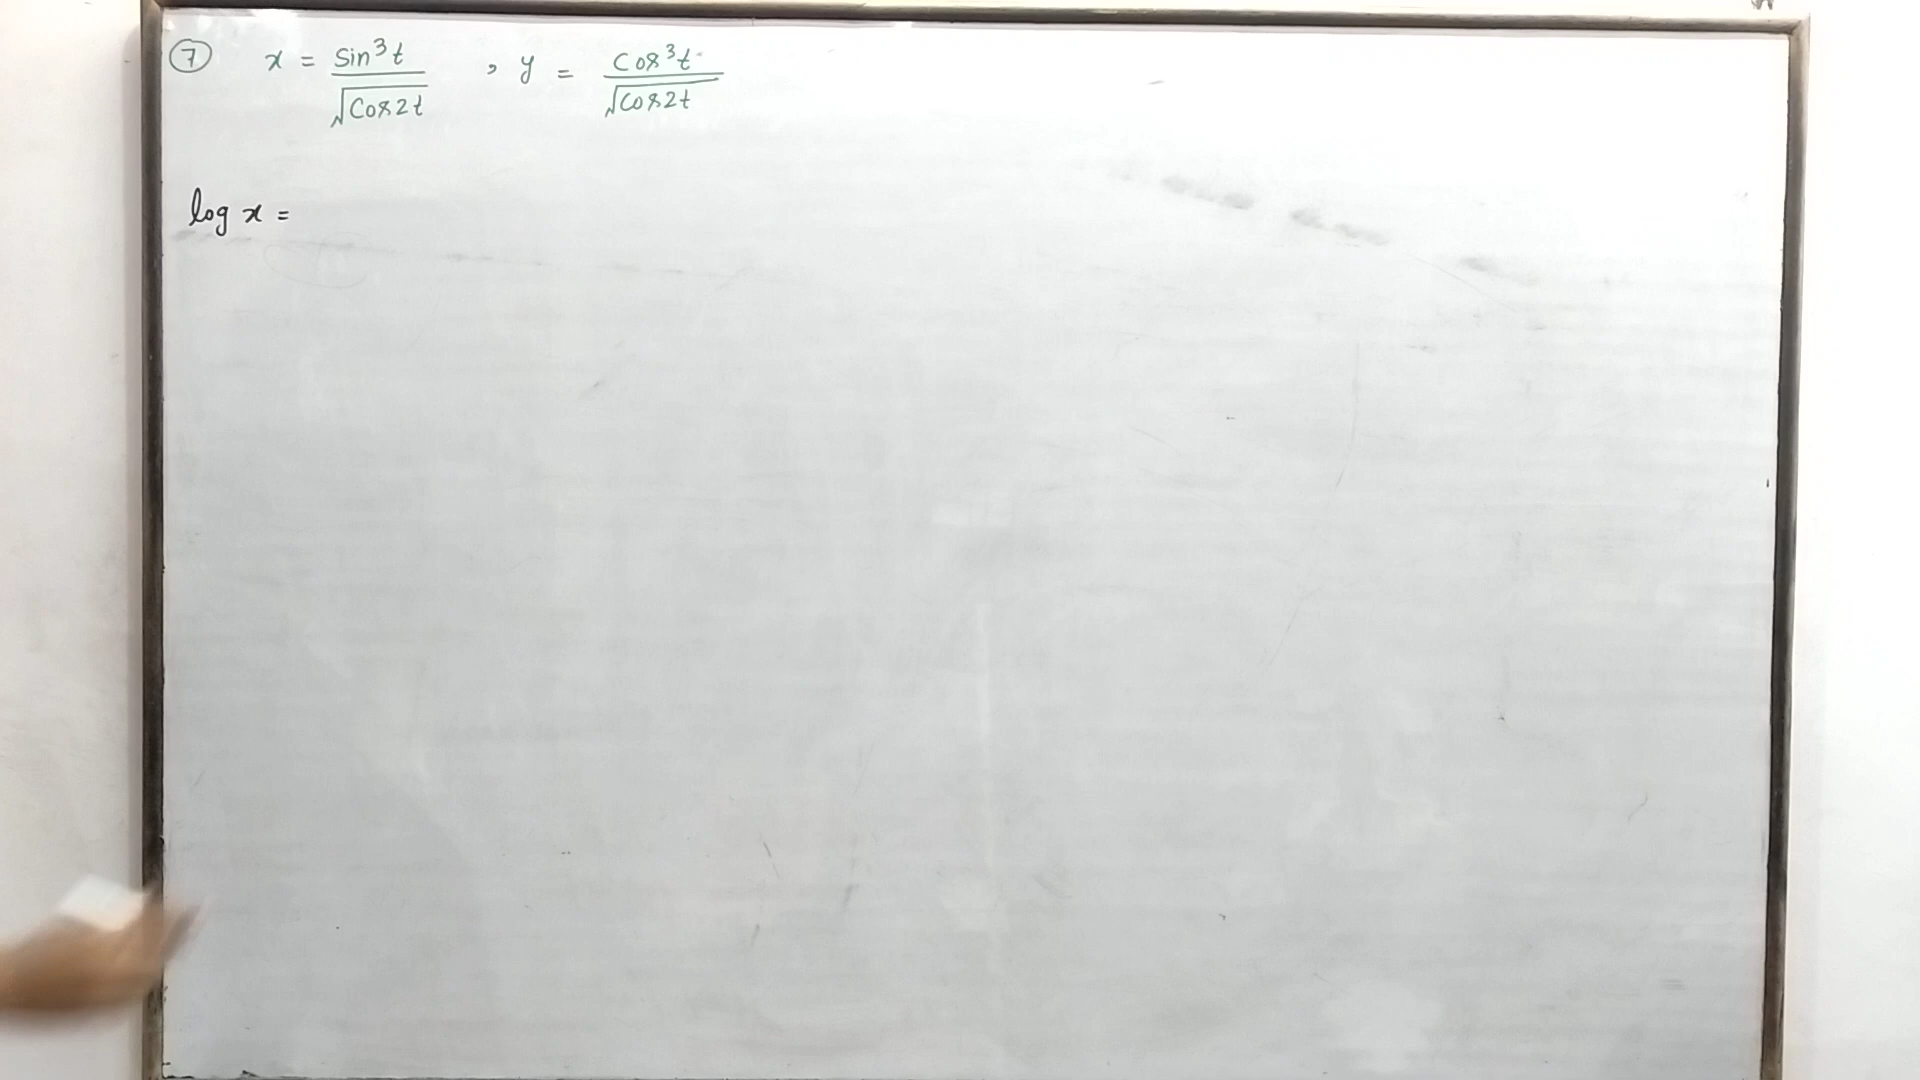 ⑦ x = Sin³t / √Cos2t , y = Cos³t / √Cos2t
log x =